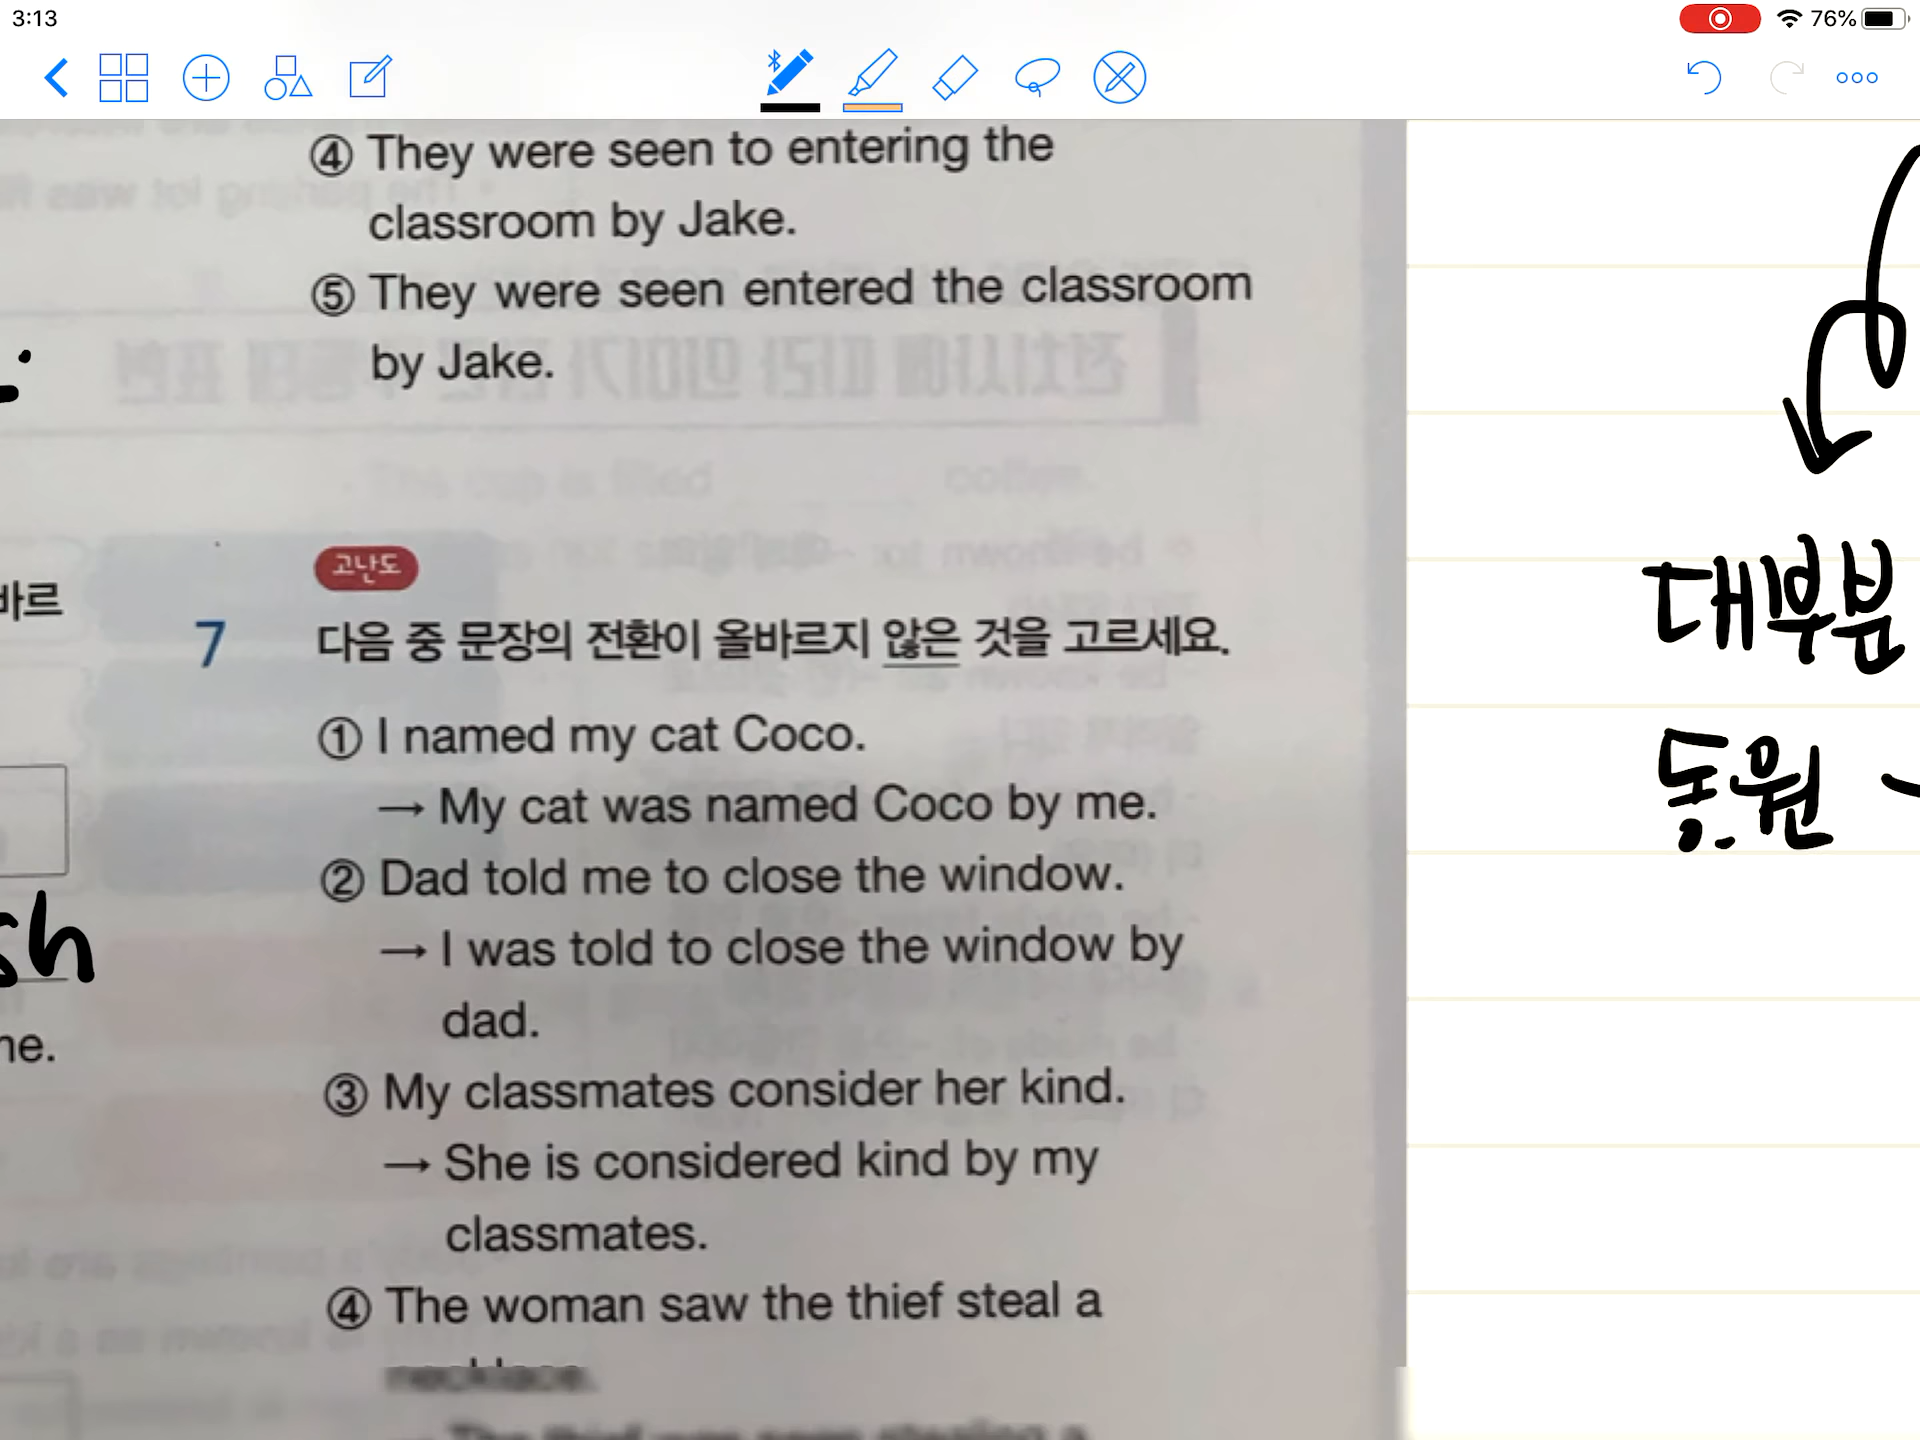 3:13
76%
④ They were seen to entering the
classroom by Jake.
⑤ They were seen entered the classroom
by Jake.
바르
sh
ne.
고난도
7 다음 중 문장의 전환이 올바르지 않은 것을 고르세요.
① I named my cat Coco.
→ My cat was named Coco by me.
② Dad told me to close the window.
→ I was told to close the window by
dad.
③ My classmates consider her kind.
→ She is considered kind by my
classmates.
④ The woman saw the thief steal a
necklace.
대부분
동원